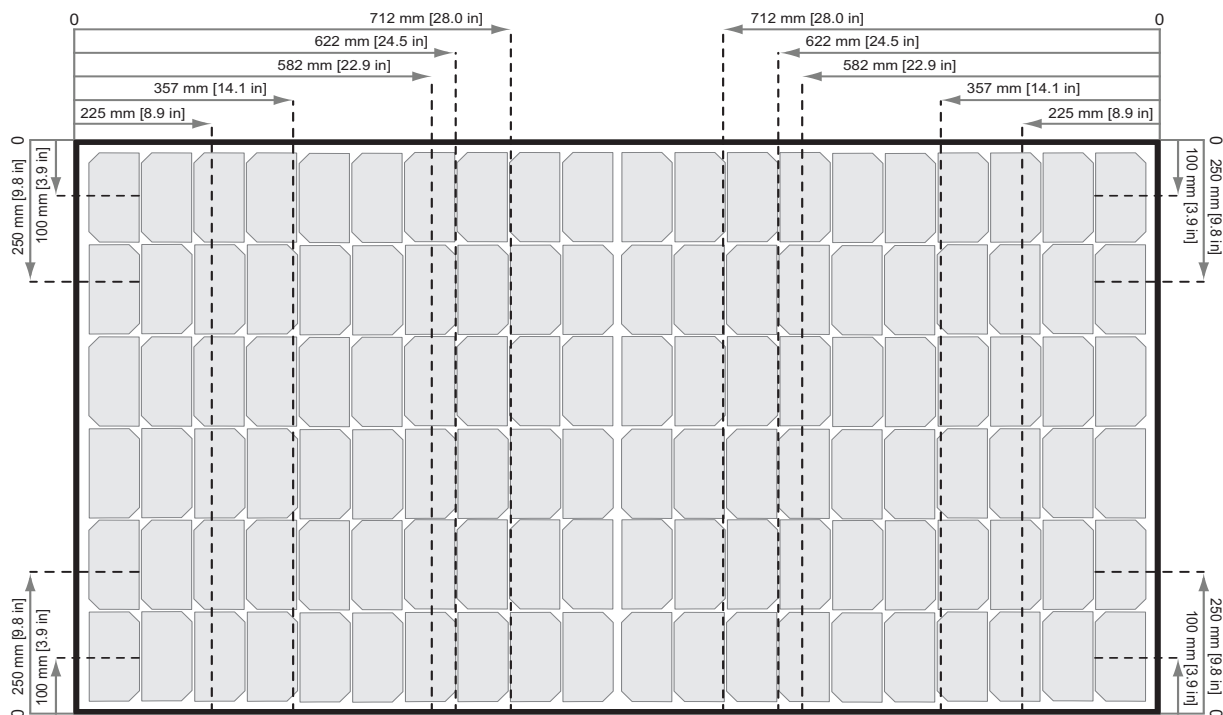 0
712 mm [28.0 in]
712 mm [28.0 in]
0
622 mm [24.5 in]
622 mm [24.5 in]
582 mm [22.9 in]
582 mm [22.9 in]
357 mm [14.1 in]
357 mm [14.1 in]
225 mm [8.9 in]
225 mm [8.9 in]
0
250 mm [9.8 in]
100 mm [3.9 in]
100 mm [3.9 in]
250 mm [9.8 in]
0
250 mm [9.8 in]
100 mm [3.9 in]
0
100 mm [3.9 in]
250 mm [9.8 in]
0